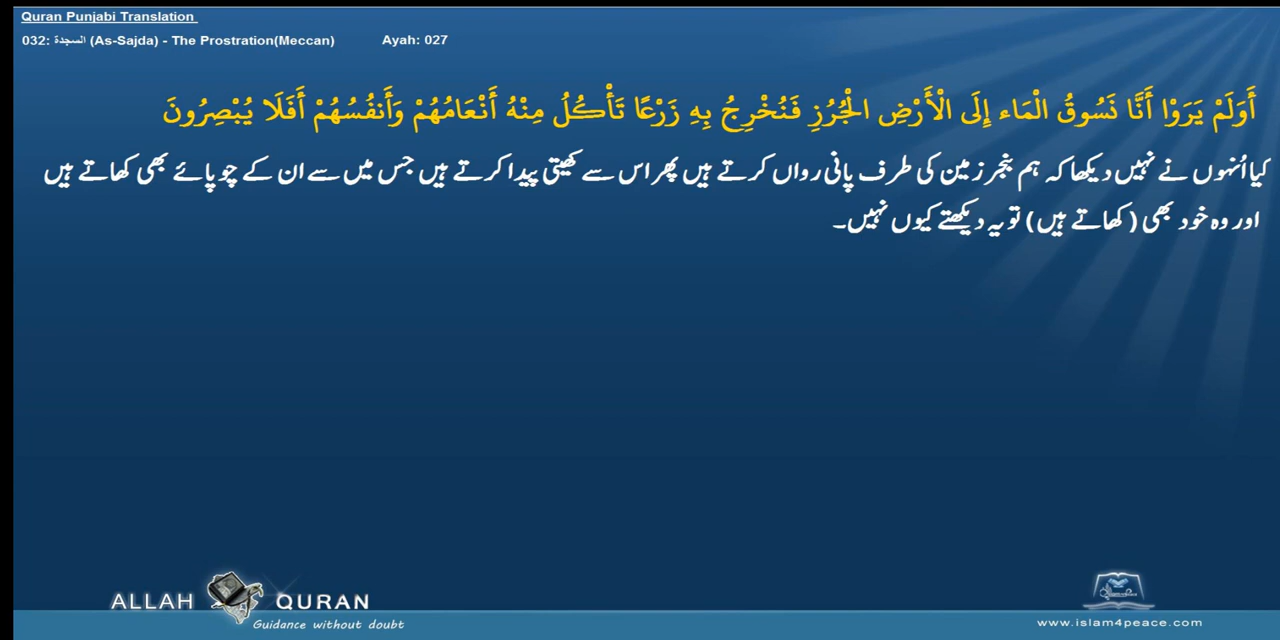 Quran Punjabi Translation
032: السجدة (As-Sajda) - The Prostration(Meccan) Ayah: 027
أَوَلَمْ يَرَوْا أَنَّا نَسُوقُ الْمَاء إِلَى الْأَرْضِ الْجُرُزِ فَنُخْرِجُ بِهِ زَرْعًا تَأْكُلُ مِنْهُ أَنْعَامُهُمْ وَأَنفُسُهُمْ أَفَلَا يُبْصِرُونَ
کیا اُنہوں نے نہیں دیکھا کہ ہم بنجر زمین کی طرف پانی رواں کرتے ہیں پھر اس سے کھیتی پیدا کرتے ہیں جس میں سے ان کے چوپائے بھی کھاتے ہیں
اور وہ خود بھی (کھاتے ہیں) تو یہ دیکھتے کیوں نہیں۔
ALLAH QURAN
Guidance without doubt
www.islam4peace.com